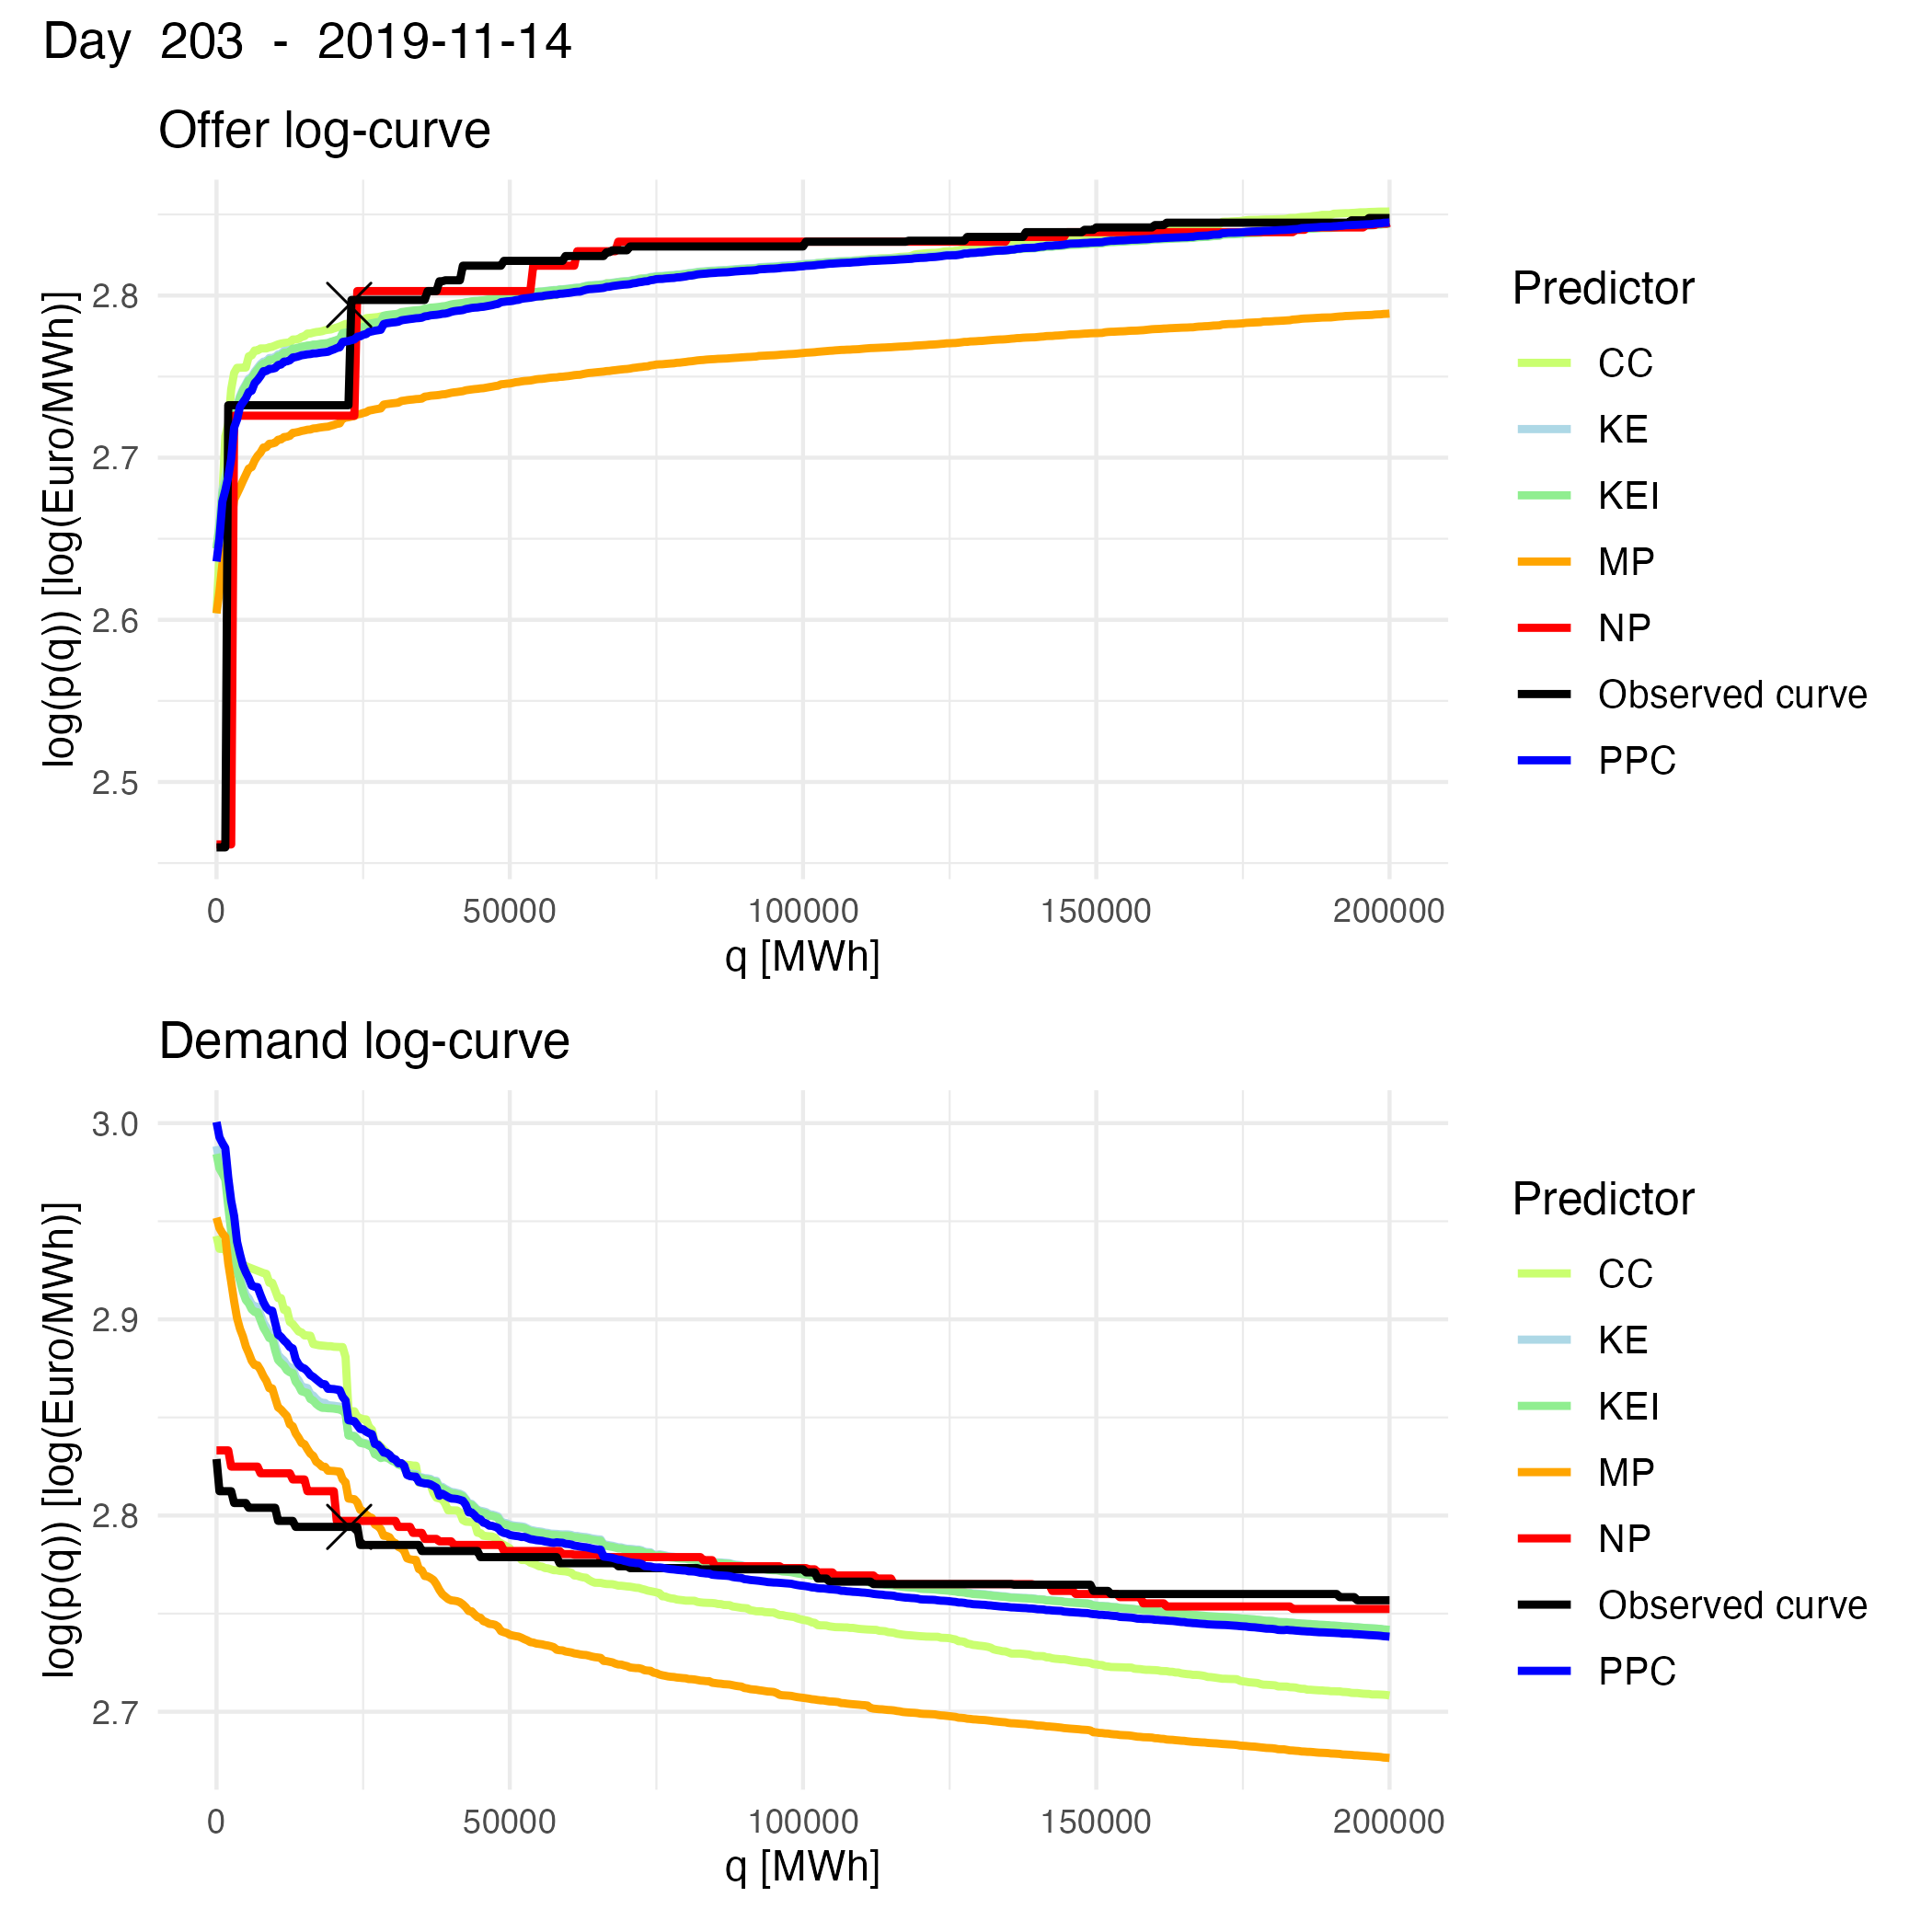 Day 203 - 2019-11-14
Offer log-curve
log(p(q)) [log(Euro/MWh)]
2.8
2.7
2.6
2.5
0 50000 100000 150000 200000
q [MWh]
Predictor
CC
KE
KEI
MP
NP
Observed curve
PPC
Demand log-curve
log(p(q)) [log(Euro/MWh)]
3.0
2.9
2.8
2.7
0 50000 100000 150000 200000
q [MWh]
Predictor
CC
KE
KEI
MP
NP
Observed curve
PPC